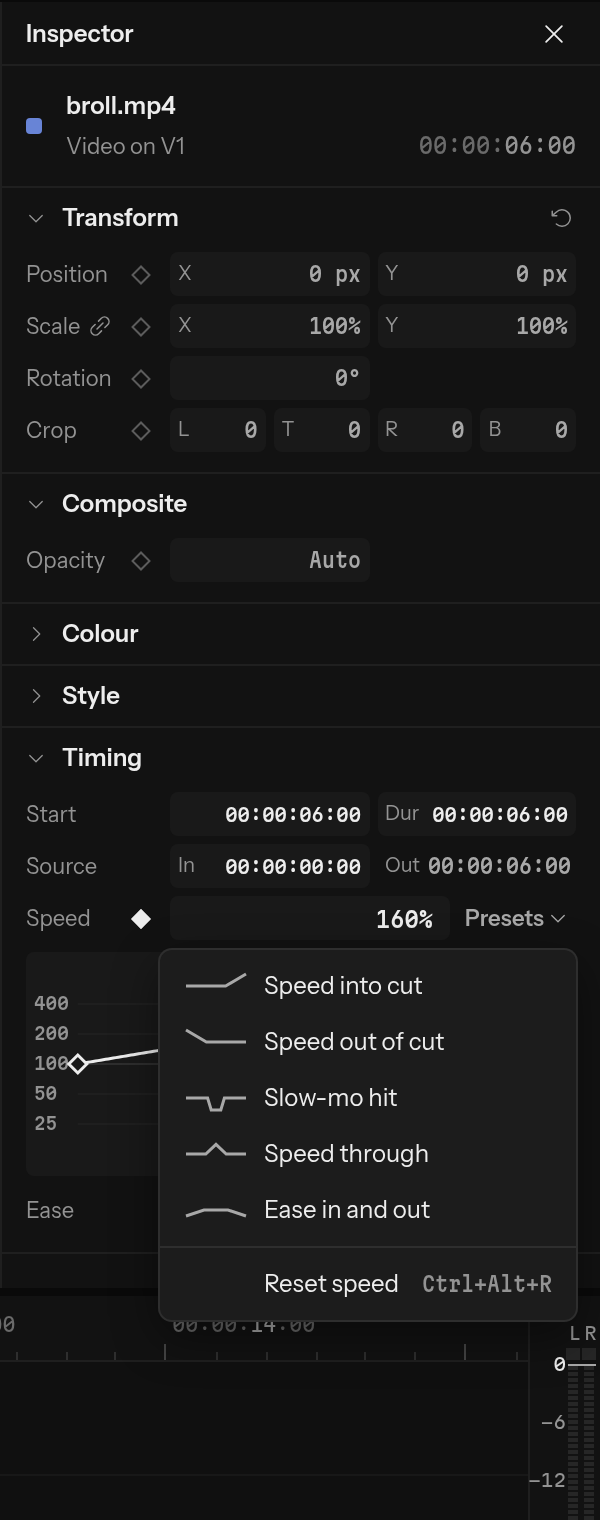 Inspector
broll.mp4
Video on V1 00:00:06:00
Transform
Position X 0 px Y 0 px
Scale X 100% Y 100%
Rotation 0°
Crop L 0 T 0 R 0 B 0
Composite
Opacity Auto
Colour
Style
Timing
Start 00:00:06:00 Dur 00:00:06:00
Source In 00:00:00:00 Out 00:00:06:00
Speed 160% Presets
Speed into cut
400
200
Speed out of cut
100
50
Slow-mo hit
25
Speed through
Ease
Ease in and out
Reset speed Ctrl+Alt+R
00:00:14:00
L R
0
-6
-12